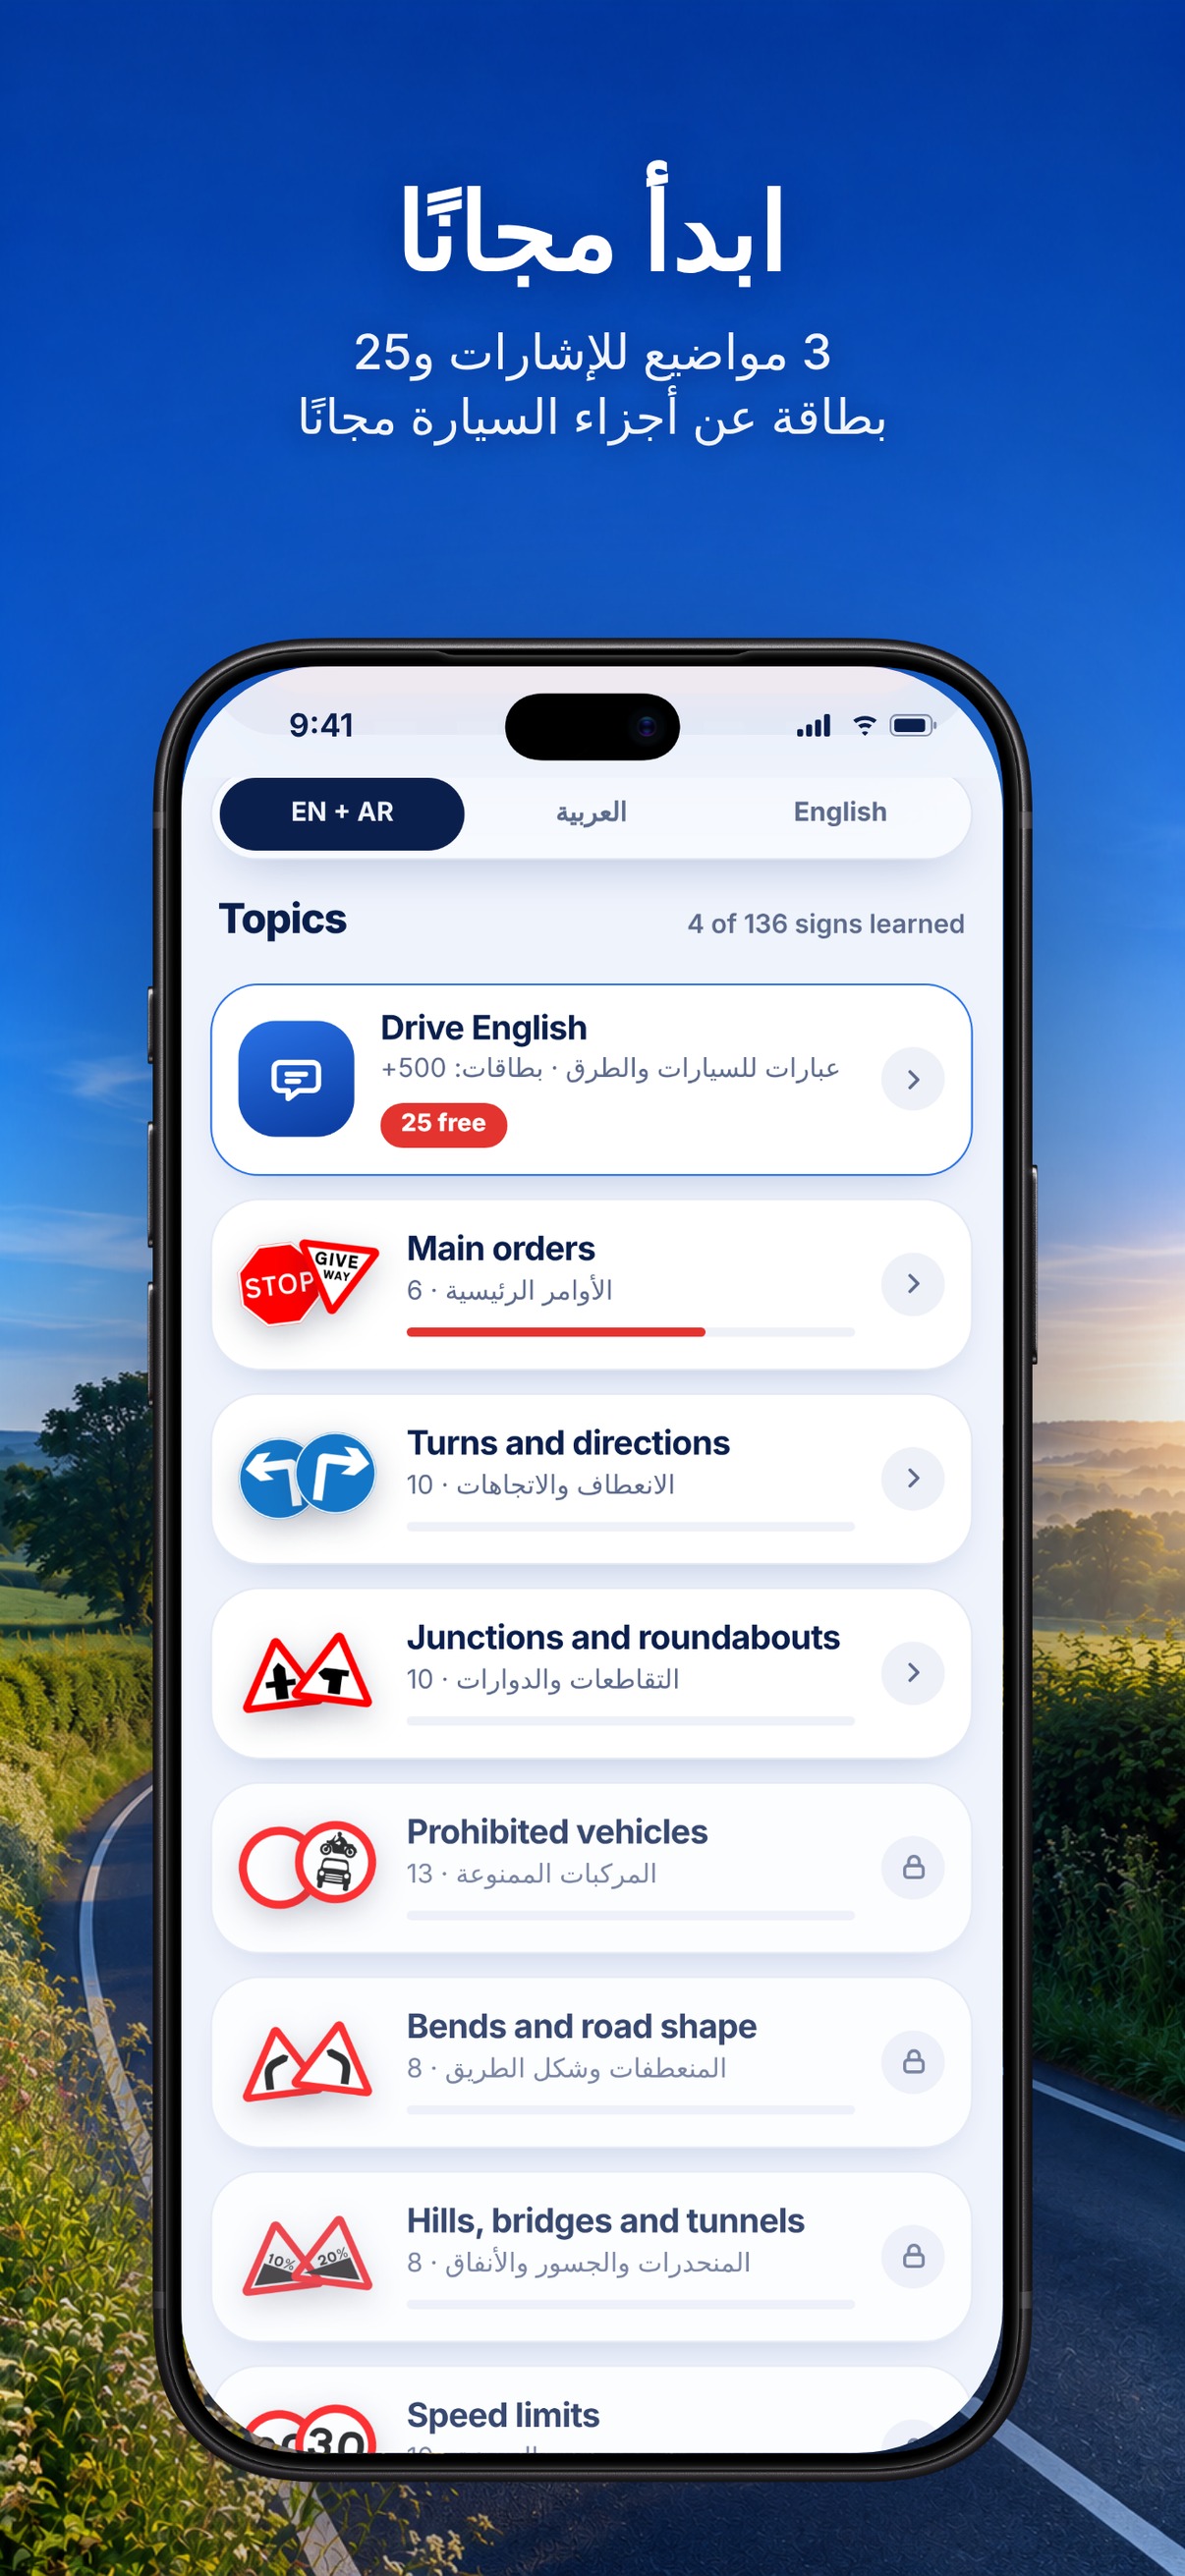 ابدأ مجانًا
3 مواضيع للإشارات و25
بطاقة عن أجزاء السيارة مجانًا
9:41
EN + AR
العربية
English
Topics
4 of 136 signs learned
Drive English
عبارات للسيارات والطرق · بطاقات: 500+
25 free
STOP
GIVE
WAY
Main orders
الأوامر الرئيسية · 6
Turns and directions
الانعطاف والاتجاهات · 10
Junctions and roundabouts
التقاطعات والدوارات · 10
Prohibited vehicles
المركبات الممنوعة · 13
Bends and road shape
المنعطفات وشكل الطريق · 8
10%
20%
Hills, bridges and tunnels
المنحدرات والجسور والأنفاق · 8
30
Speed limits